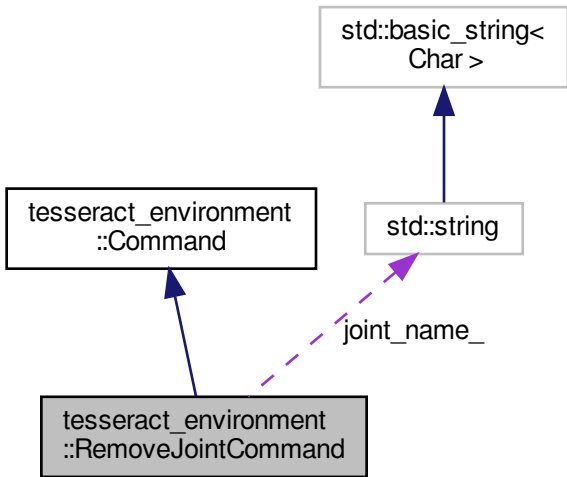 std::basic_string<
Char >
tesseract_environment
::Command
std::string
joint_name_
tesseract_environment
::RemoveJointCommand